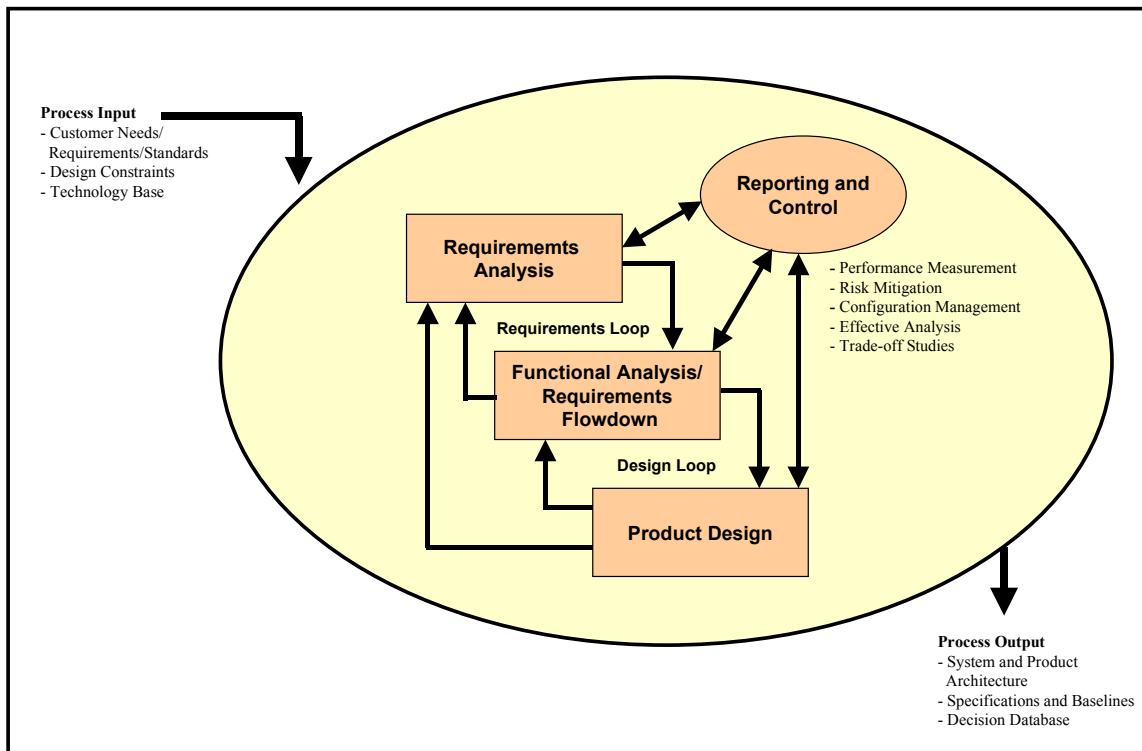 Process Input
- Customer Needs/
Requirements/Standards
- Design Constraints
- Technology Base
Reporting and
Control
- Performance Measurement
- Risk Mitigation
- Configuration Management
- Effective Analysis
- Trade-off Studies
Requirememts
Analysis
Requirements Loop
Functional Analysis/
Requirements
Flowdown
Design Loop
Product Design
Process Output
- System and Product
Architecture
- Specifications and Baselines
- Decision Database